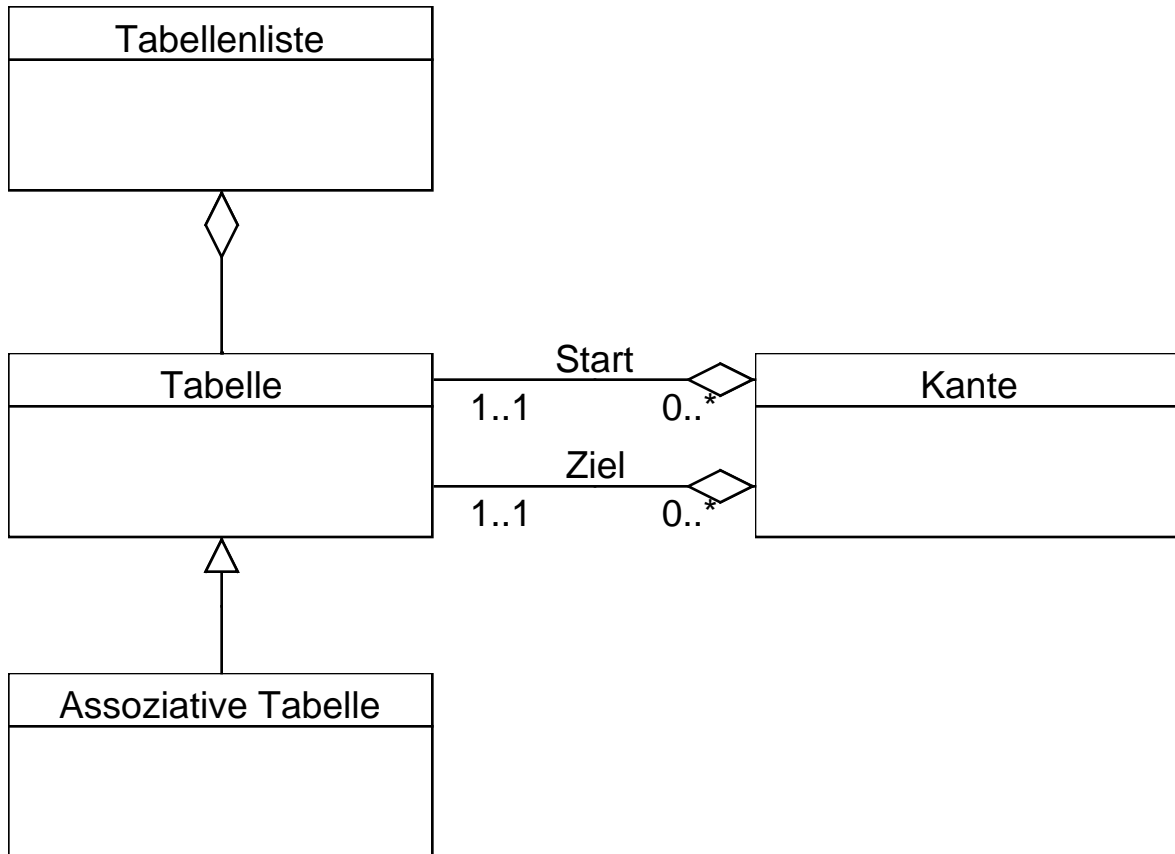 Tabellenliste
Start
Tabelle
Kante
1..1
0..*
Ziel
1..1
0..*
Assoziative Tabelle